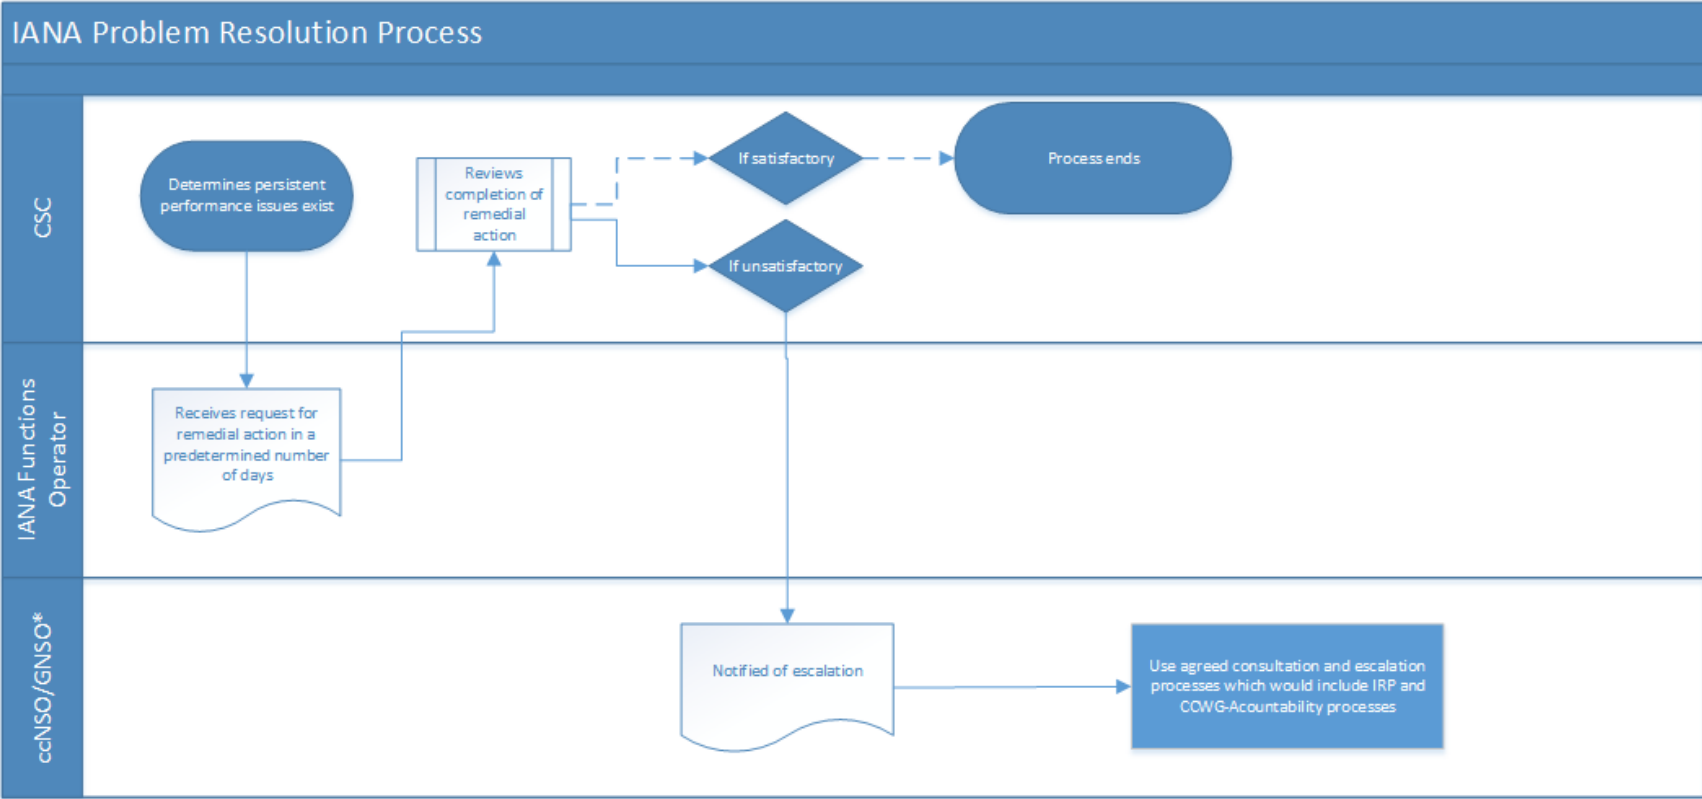 IANA Problem Resolution Process
CSC
Determines persistent
performance issues exist
Reviews
completion of
remedial
action
If satisfactory
Process ends
If unsatisfactory
IANA Functions
Operator
Receives request for
remedial action in a
predetermined number
of days
ccNSO/GNSO*
Notified of escalation
Use agreed consultation and escalation
processes which would include IRP and
CCWG-Acountability processes